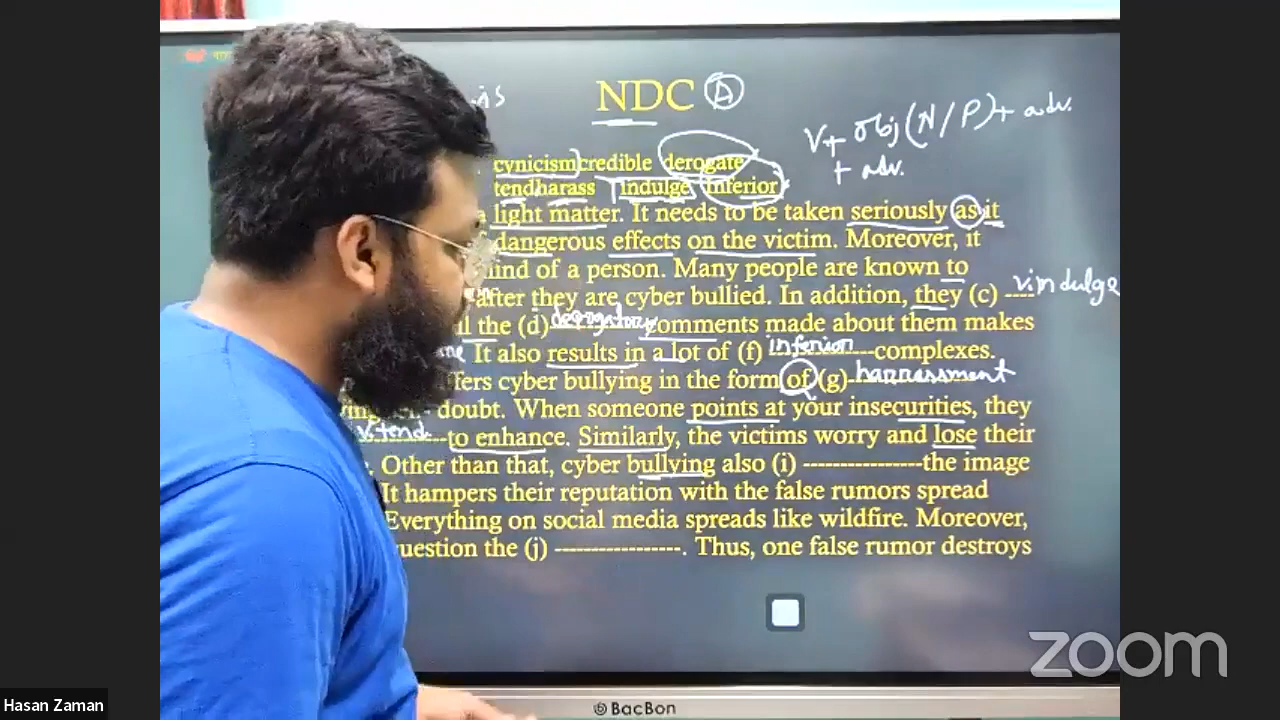 NDC A
V + obj (N/P) + adv.
+ adv.
cynicism credible derogate
tend harass indulge inferior
a light matter. It needs to be taken seriously as it
dangerous effects on the victim. Moreover, it
mind of a person. Many people are known to
after they are cyber bullied. In addition, they (c) ---- v.indulge
the (d) derogatory comments made about them makes
It also results in a lot of (f) inferior --------complexes.
cyber bullying in the form of (g)- harrassment
doubt. When someone points at your insecurities, they
v.tend --to enhance. Similarly, the victims worry and lose their
Other than that, cyber bullying also (i) ----------------the image
It hampers their reputation with the false rumors spread
Everything on social media spreads like wildfire. Moreover,
question the (j) -----------------. Thus, one false rumor destroys
zoom
Hasan Zaman
BacBon